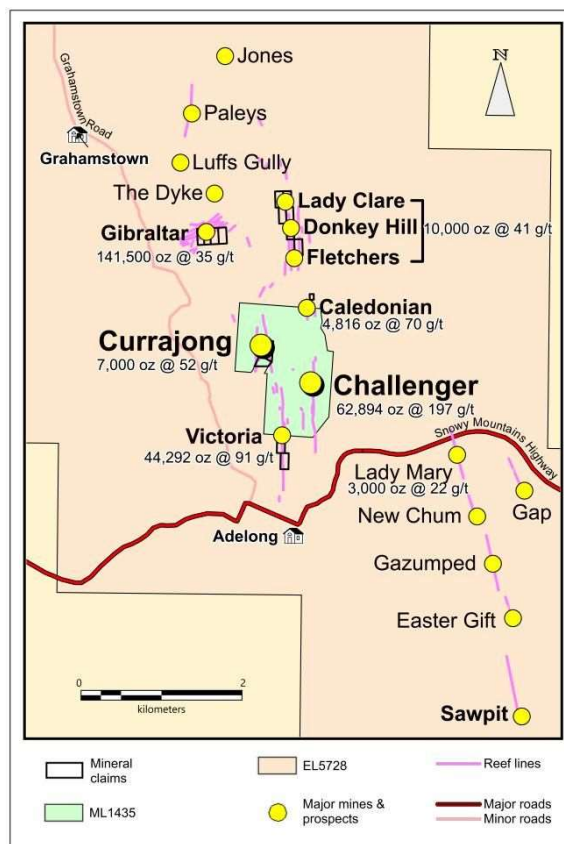 Jones
N
Grahamstown Road
Paleys
Grahamstown
Luffs Gully
The Dyke
Lady Clare
Donkey Hill
10,000 oz @ 41 g/t
Gibraltar
141,500 oz @ 35 g/t
Fletchers
Caledonian
4,816 oz @ 70 g/t
Currajong
7,000 oz @ 52 g/t
Challenger
62,894 oz @ 197 g/t
Snowy Mountains Highway
Victoria
44,292 oz @ 91 g/t
Lady Mary
3,000 oz @ 22 g/t
Gap
New Chum
Adelong
Gazumped
Easter Gift
Sawpit
0 2
kilometers
Mineral
claims
EL5728
Reef lines
ML1435
Major mines &
prospects
Major roads
Minor roads